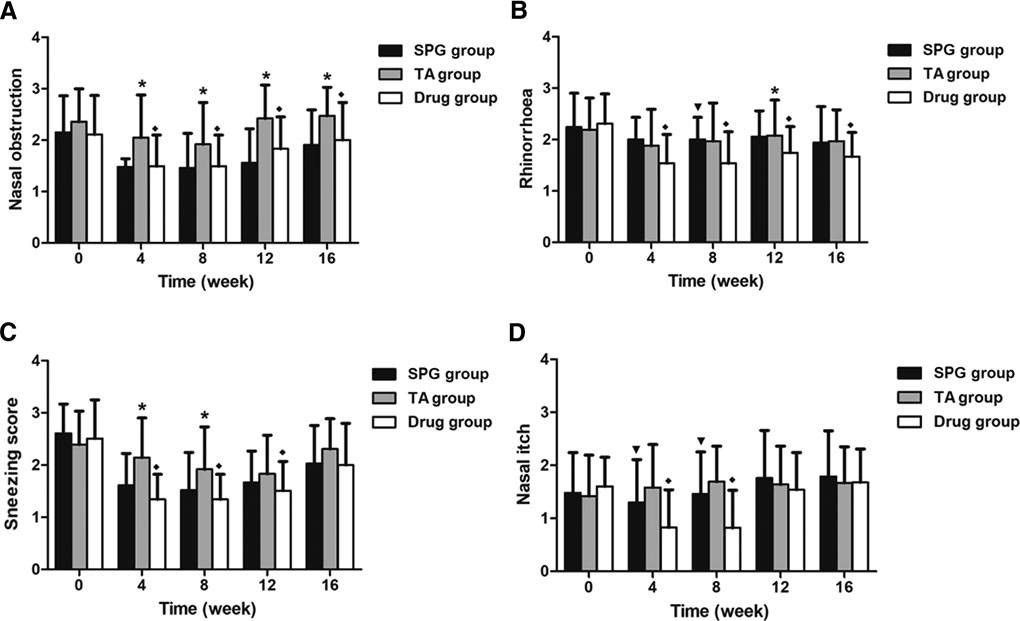 A
Nasal obstruction
4
3
2
1
0
* * * *
0 4 8 12 16
Time (week)
SPG group
TA group
Drug group
B
Rhinorrhoea
4
3
2
1
0
*
0 4 8 12 16
Time (week)
SPG group
TA group
Drug group
C
Sneezing score
4
3
2
1
0
* *
0 4 8 12 16
Time (week)
SPG group
TA group
Drug group
D
Nasal itch
4
3
2
1
0
0 4 8 12 16
Time (week)
SPG group
TA group
Drug group